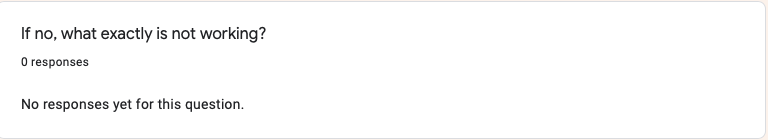 If no, what exactly is not working?
0 responses
No responses yet for this question.